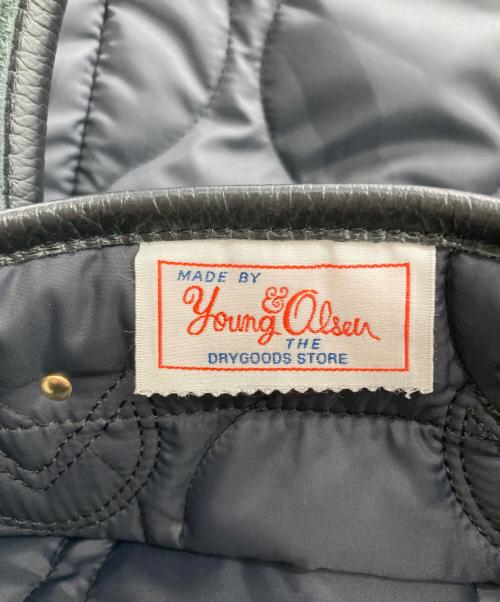 MADE BY
Young & Olsen
THE
DRYGOODS STORE